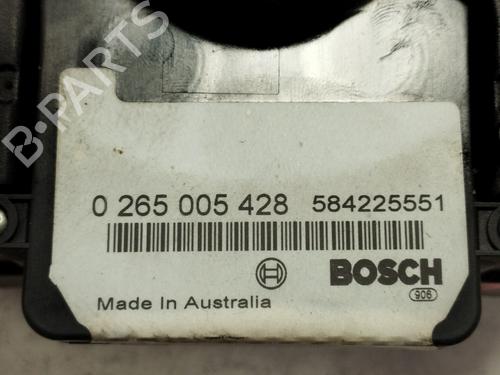 B-PARTS
0 265 005 428 584225551
BOSCH
906
Made In Australia